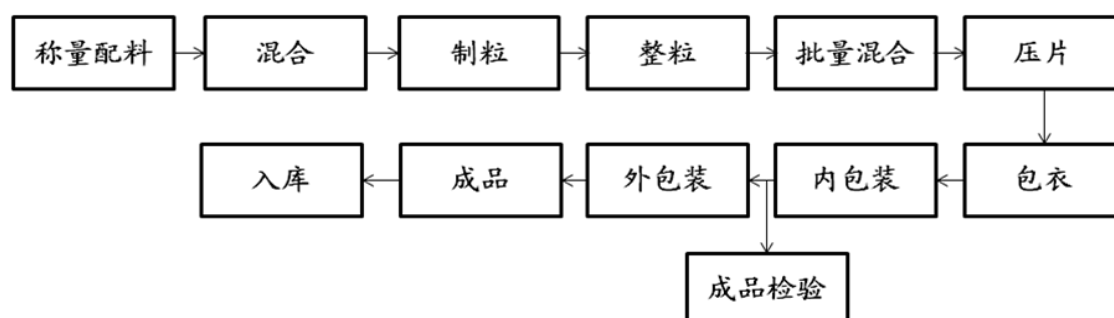 称量配料 混合 制粒 整粒 批量混合 压片
入库 成品 外包装 内包装 包衣
成品检验